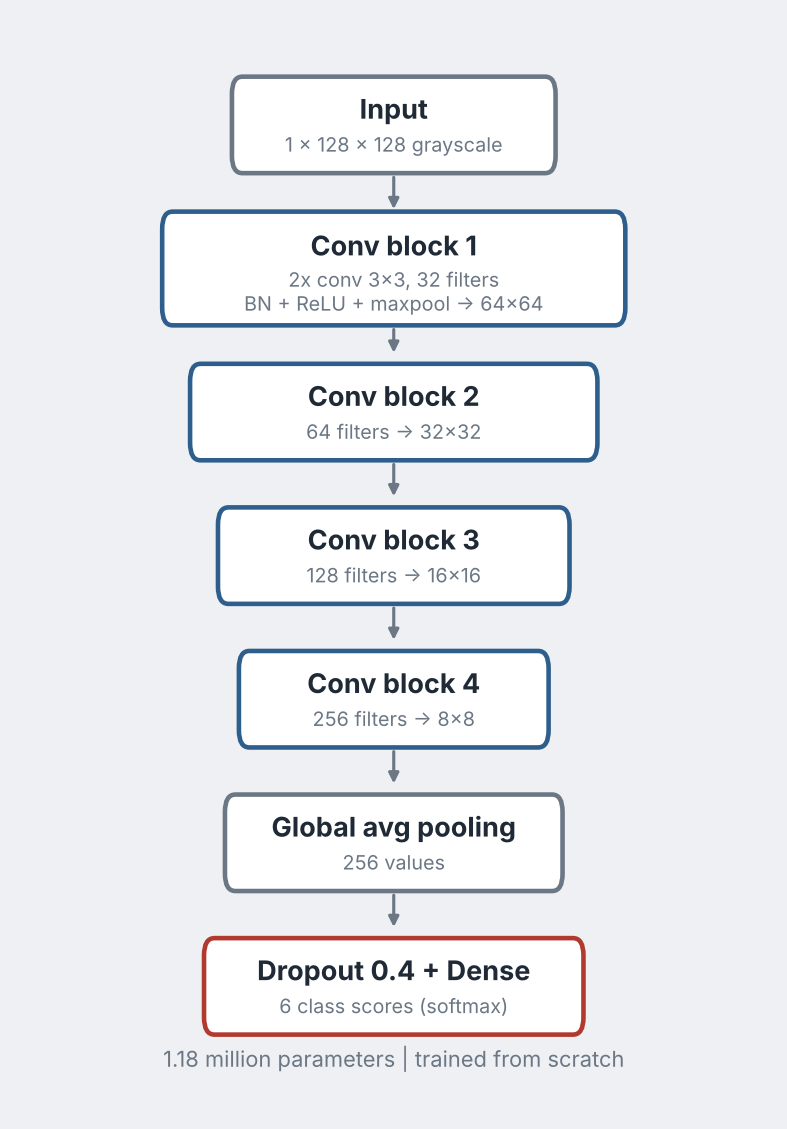 Input
1 × 128 × 128 grayscale
Conv block 1
2x conv 3×3, 32 filters
BN + ReLU + maxpool → 64×64
Conv block 2
64 filters → 32×32
Conv block 3
128 filters → 16×16
Conv block 4
256 filters → 8×8
Global avg pooling
256 values
Dropout 0.4 + Dense
6 class scores (softmax)
1.18 million parameters | trained from scratch